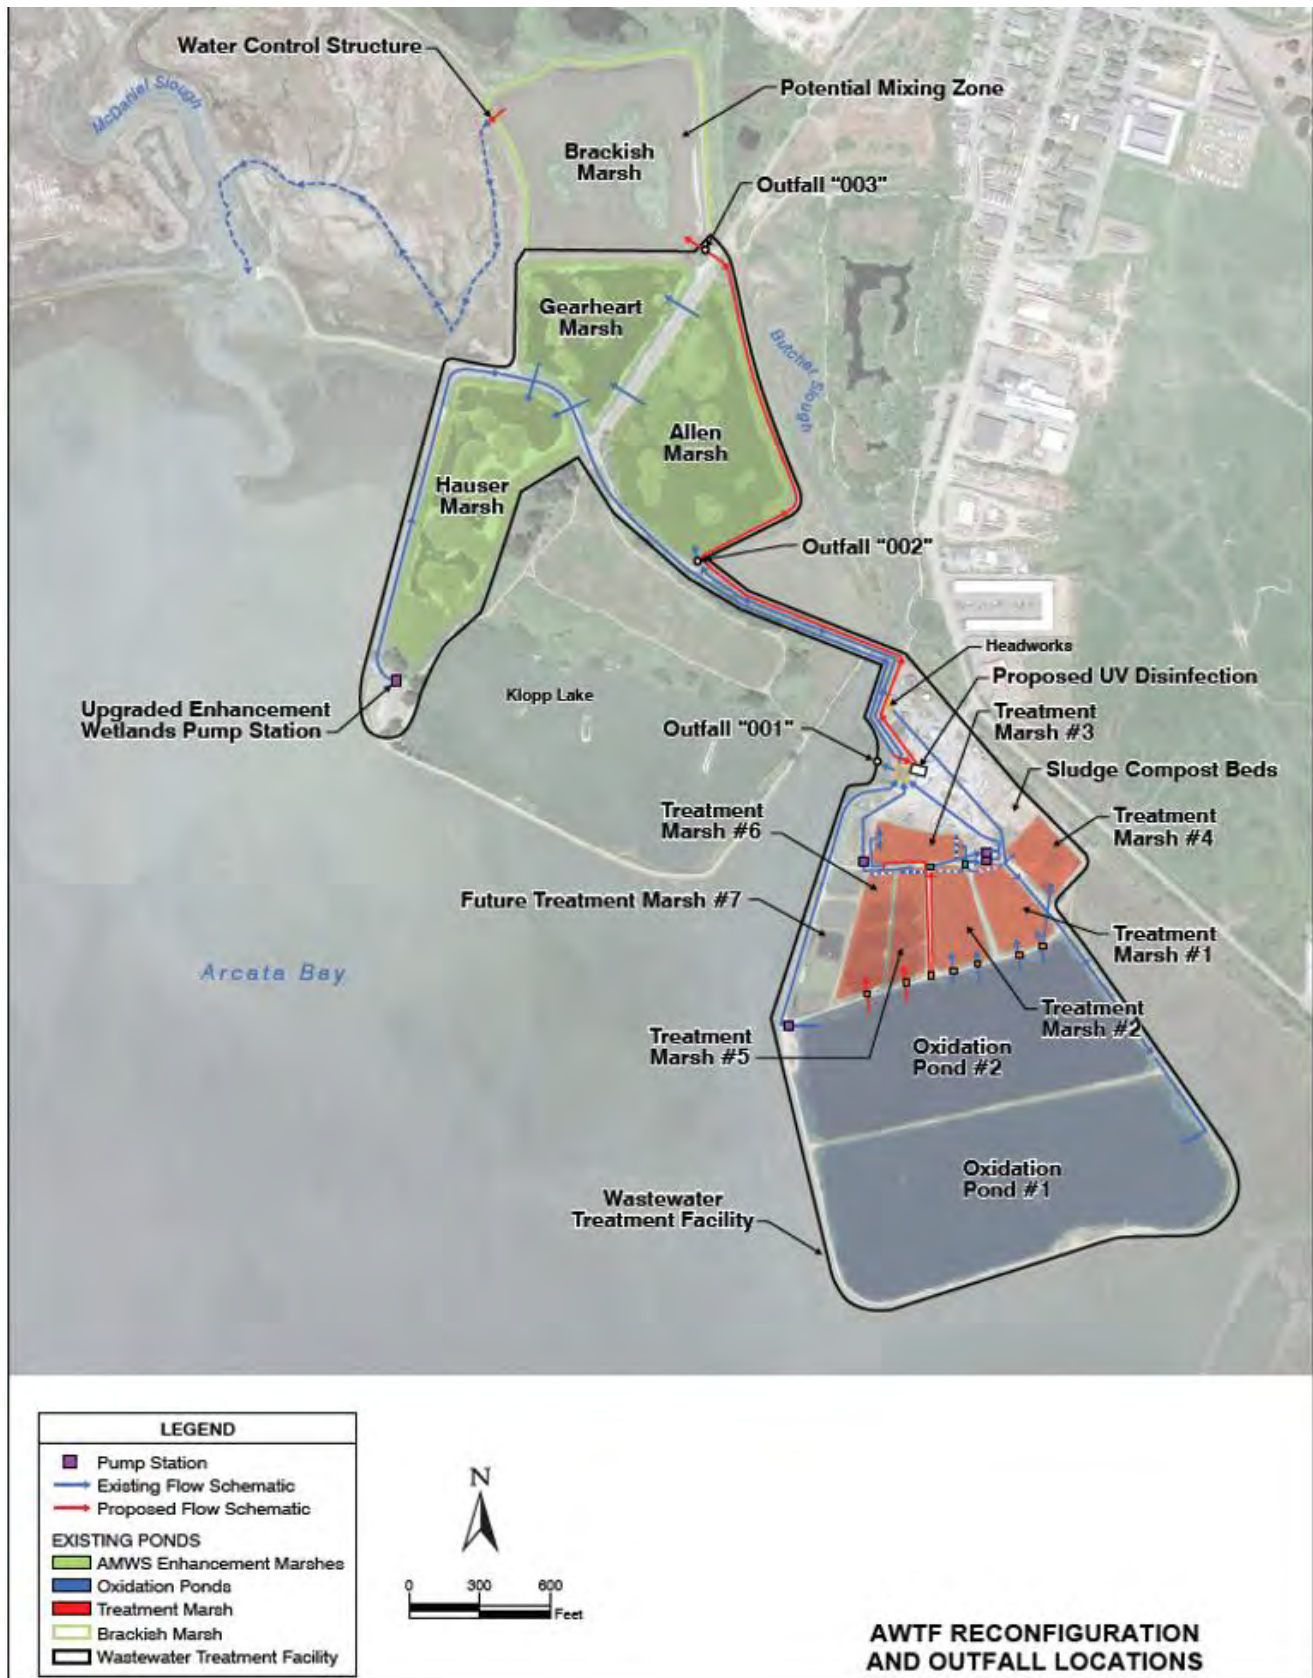 Water Control Structure
McDaniel Slough
Potential Mixing Zone
Brackish
Marsh
Outfall "003"
Gearheart
Marsh
Butcher Slough
Allen
Marsh
Hauser
Marsh
Outfall "002"
Headworks
Proposed UV Disinfection
Klopp Lake
Upgraded Enhancement
Wetlands Pump Station
Treatment
Marsh #3
Outfall "001"
Sludge Compost Beds
Treatment
Marsh #6
Treatment
Marsh #4
Future Treatment Marsh #7
Treatment
Marsh #1
Arcata Bay
Treatment
Marsh #2
Treatment
Marsh #5
Oxidation
Pond #2
Oxidation
Pond #1
Wastewater
Treatment Facility
LEGEND
Pump Station
Existing Flow Schematic
Proposed Flow Schematic
EXISTING PONDS
AMWS Enhancement Marshes
Oxidation Ponds
Treatment Marsh
Brackish Marsh
Wastewater Treatment Facility
N
0 300 600
Feet
AWTF RECONFIGURATION
AND OUTFALL LOCATIONS